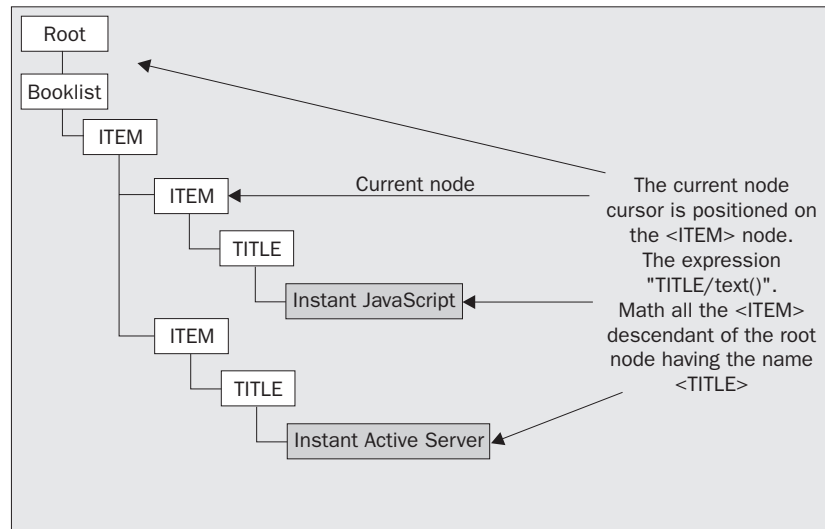 Root
Booklist
ITEM
ITEM
Current node
TITLE
Instant JavaScript
ITEM
TITLE
Instant Active Server
The current node
cursor is positioned on
the <ITEM> node.
The expression
"TITLE/text()".
Math all the <ITEM>
descendant of the root
node having the name
<TITLE>